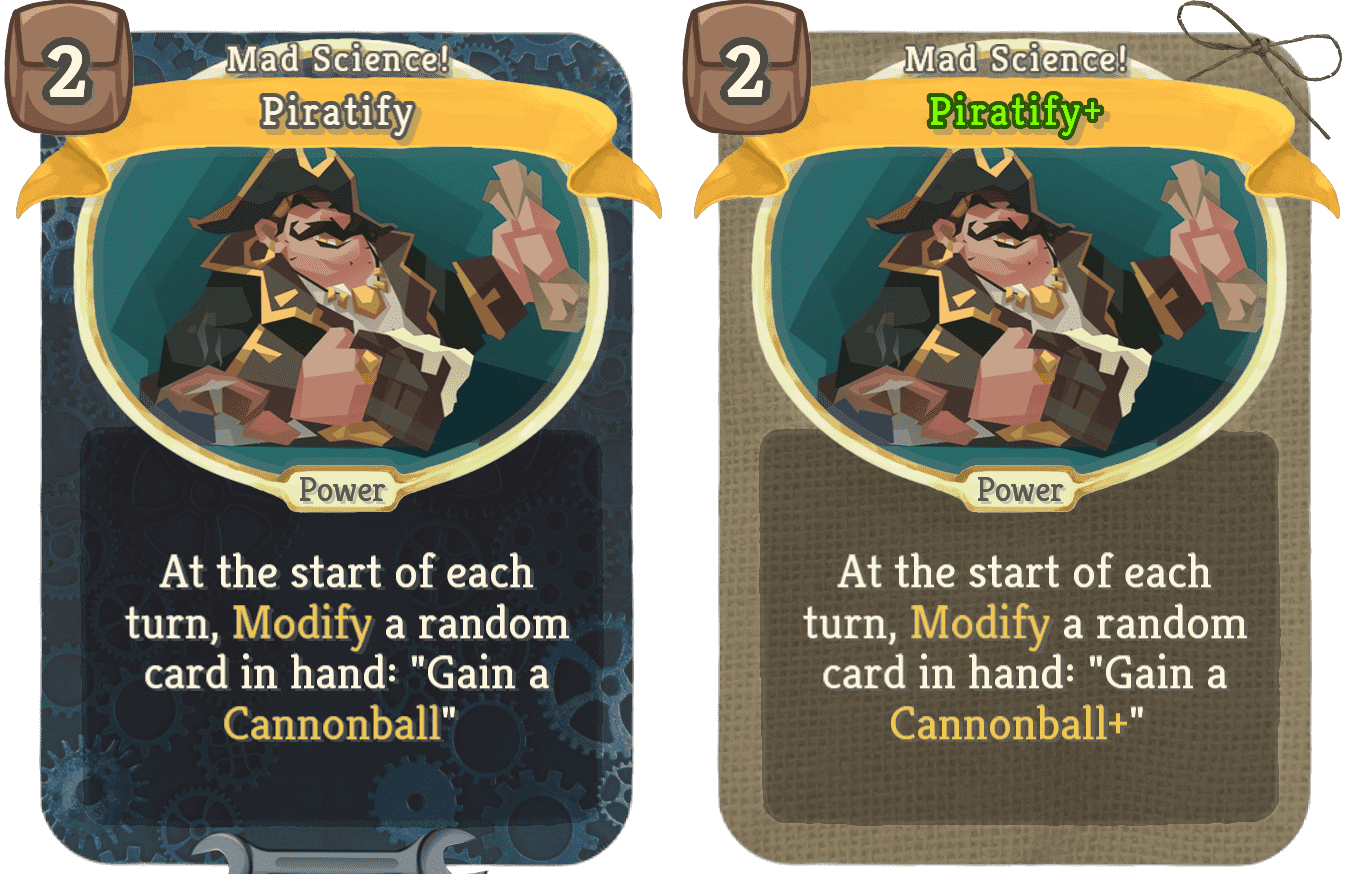 2
Mad Science!
Piratify
Power
At the start of each
turn, Modify a random
card in hand: "Gain a
Cannonball"
2
Mad Science!
Piratify+
Power
At the start of each
turn, Modify a random
card in hand: "Gain a
Cannonball+"